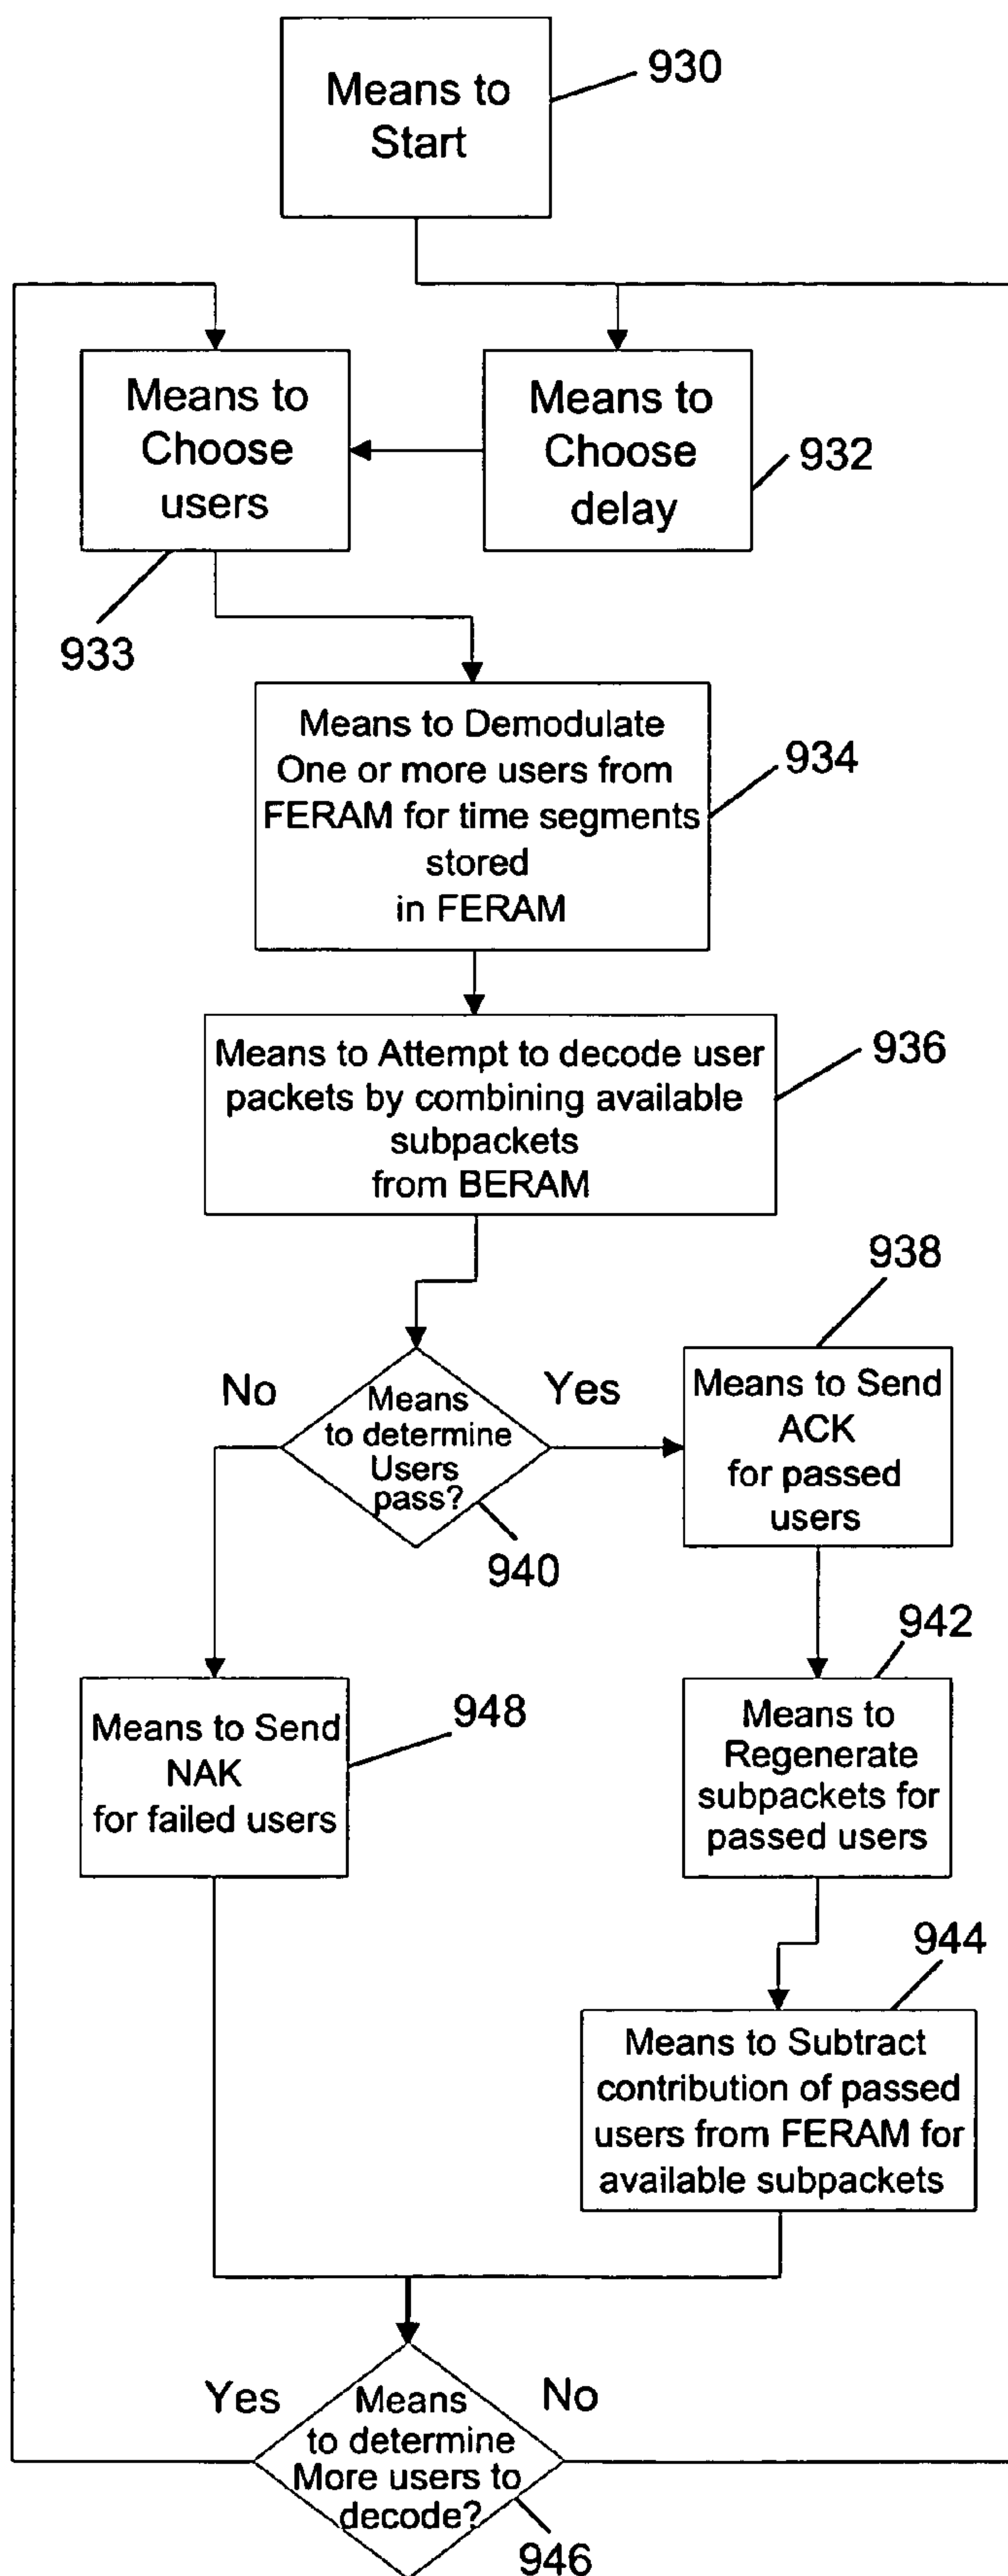 Means to
Start
930
Means to
Choose
users
Means to
Choose
delay
932
933
Means to Demodulate
One or more users from
FERAM for time segments
stored
in FERAM
934
Means to Attempt to decode user
packets by combining available
subpackets
from BERAM
936
938
No
Means
to determine
Users
pass?
Yes
Means to Send
ACK
for passed
users
940
942
Means to Send
NAK
for failed users
948
Means to
Regenerate
subpackets for
passed users
944
Means to Subtract
contribution of passed
users from FERAM for
available subpackets
Yes
Means
to determine
More users to
decode?
No
946